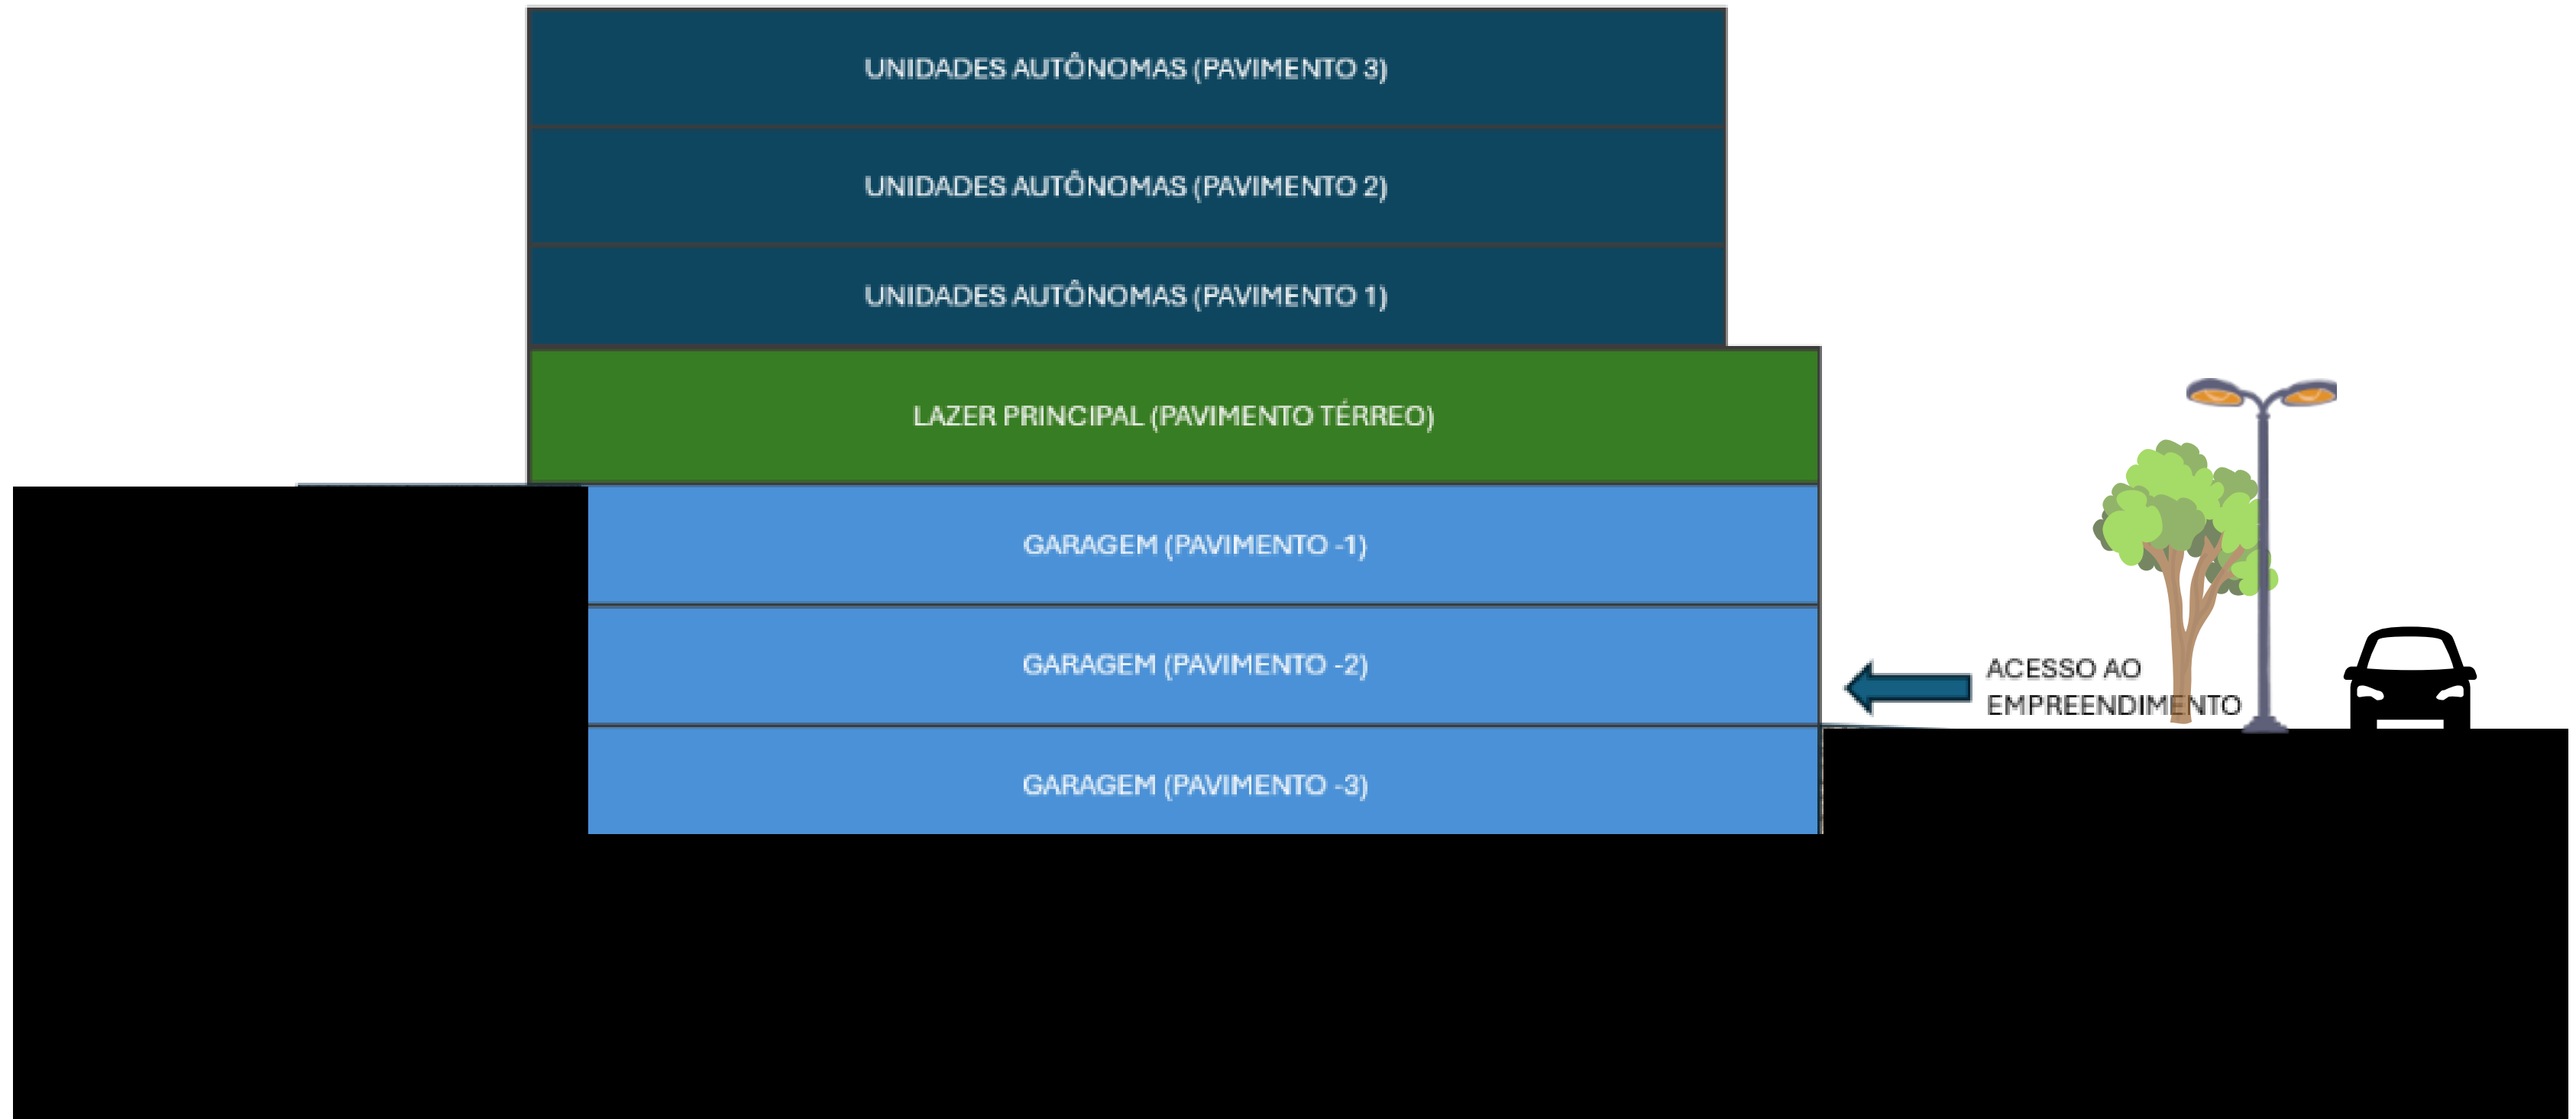 UNIDADES AUTÔNOMAS (PAVIMENTO 3)
UNIDADES AUTÔNOMAS (PAVIMENTO 2)
UNIDADES AUTÔNOMAS (PAVIMENTO 1)
LAZER PRINCIPAL (PAVIMENTO TÉRREO)
GARAGEM (PAVIMENTO -1)
GARAGEM (PAVIMENTO -2)
ACESSO AO
EMPREENDIMENTO
GARAGEM (PAVIMENTO -3)